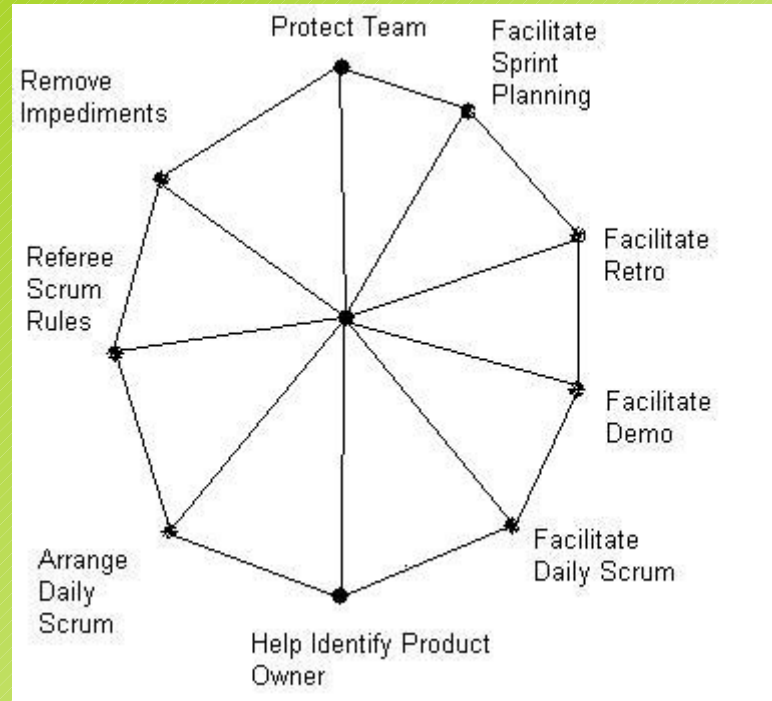 Protect Team
Facilitate
Sprint
Planning
Remove
Impediments
Facilitate
Retro
Referee
Scrum
Rules
Facilitate
Demo
Facilitate
Daily Scrum
Arrange
Daily
Scrum
Help Identify Product
Owner